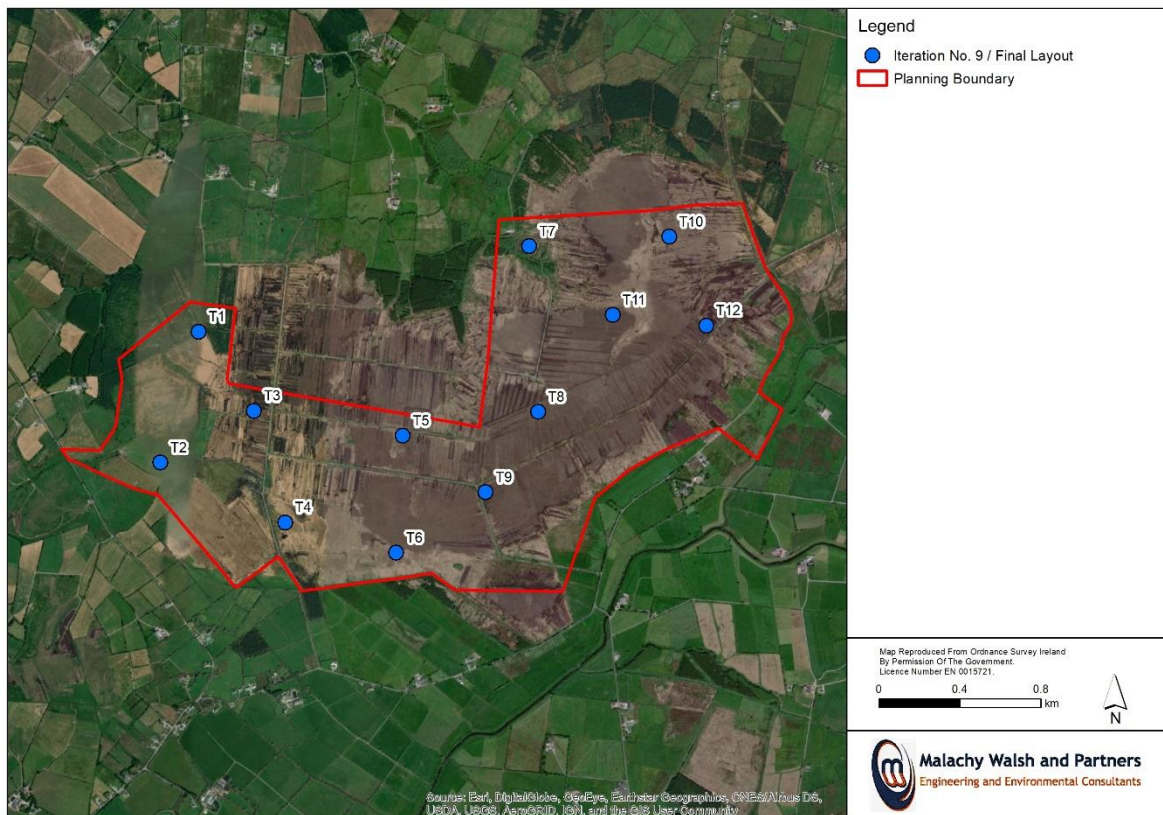 Legend
Iteration No. 9 / Final Layout
Planning Boundary
T7
T10
T11
T12
T1
T3
T8
T5
T2
T9
T4
T6
Map Reproduced From Ordnance Survey Ireland
By Permission Of The Government.
Licence Number EN 0015721.
0 0.4 0.8
km
N
Malachy Walsh and Partners
Engineering and Environmental Consultants
Source: Esri, DigitalGlobe, GeoEye, Earthstar Geographics, CNES/Airbus DS,
USDA, USGS, AeroGRID, IGN, and the GIS User Community